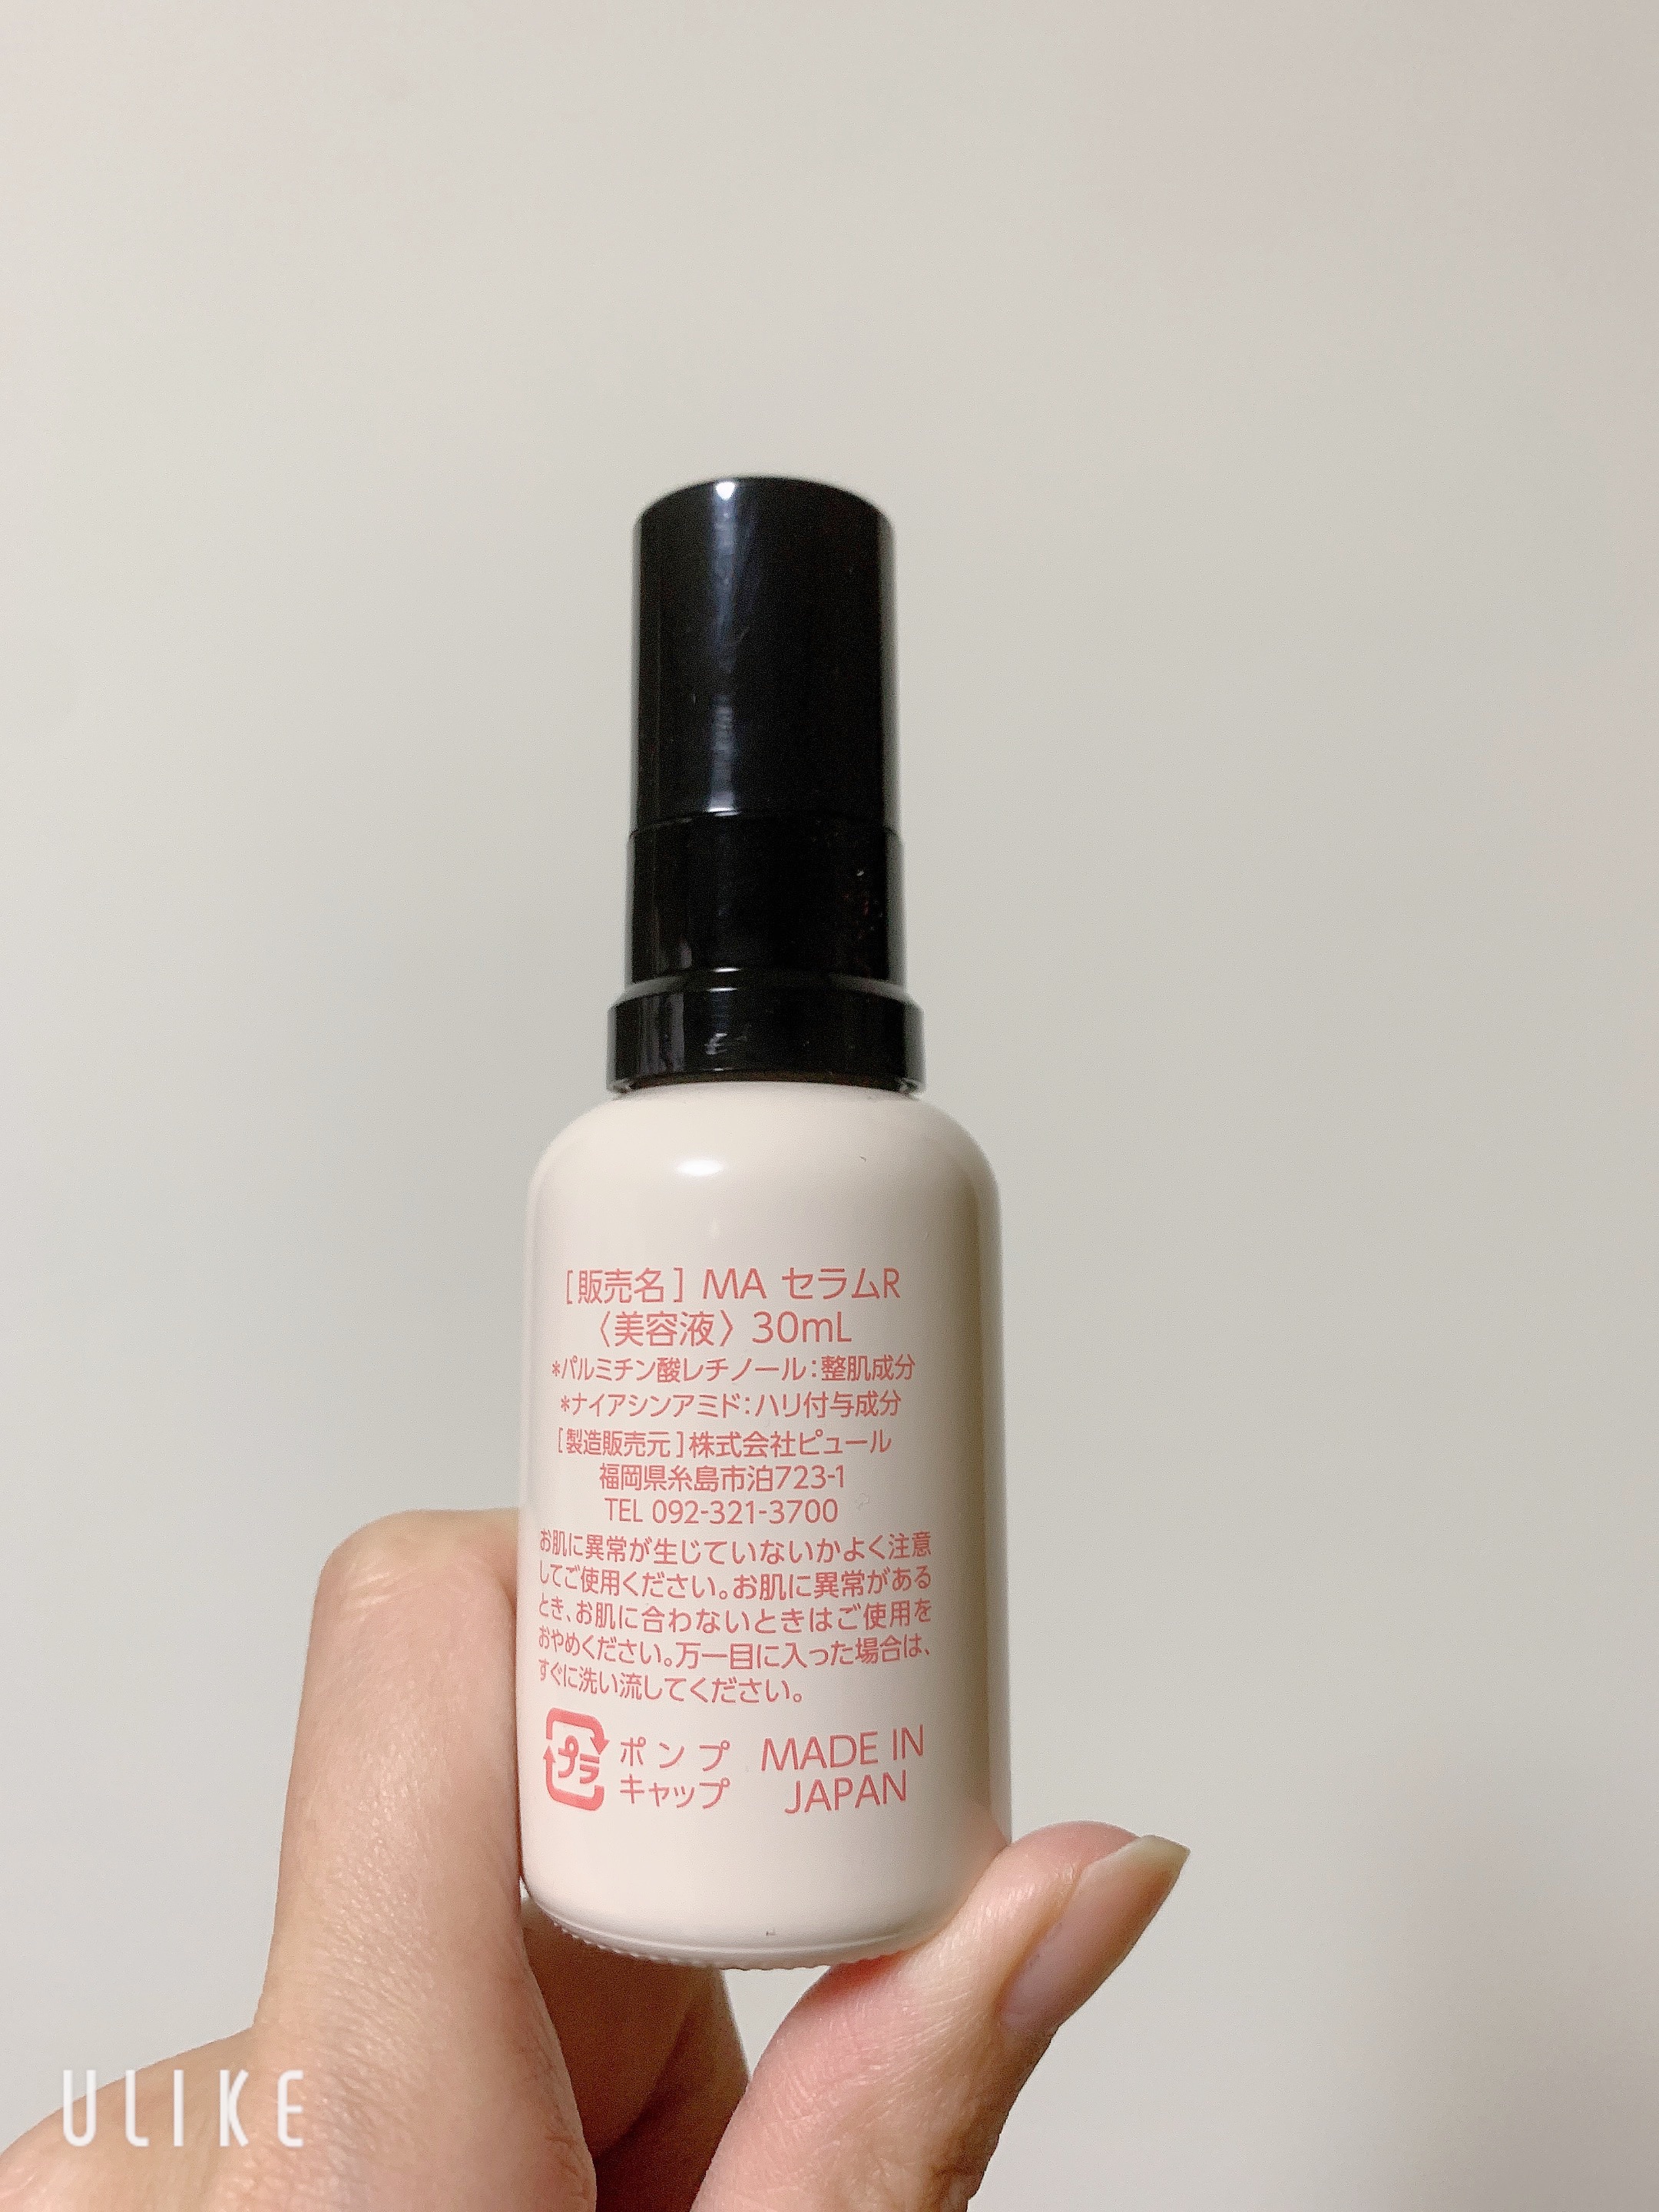 [販売名] MA セラムR
〈美容液〉30mL
*パルミチン酸レチノール:整肌成分
*ナイアシンアミド:ハリ付与成分
[製造販売元]株式会社ピュール
福岡県糸島市泊723-1
TEL 092-321-3700
お肌に異常が生じていないかよく注意
してご使用ください。お肌に異常がある
とき、お肌に合わないときはご使用を
おやめください。万一目に入った場合は、
すぐに洗い流してください。
プラ
ポンプ
キャップ
MADE IN
JAPAN
ULIKE